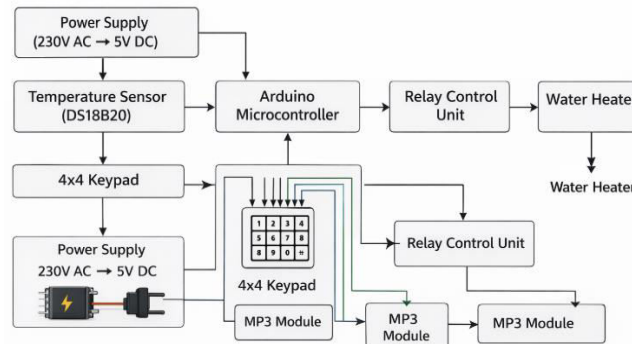 Power Supply
(230V AC → 5V DC)
Temperature Sensor
(DS18B20)
Arduino
Microcontroller
Relay Control
Unit
Water Heater
Water Heater
4x4 Keypad
Power Supply
230V AC → 5V DC
1 2 3 4
5 6 7 8
8 9 0 #
4x4 Keypad
Relay Control Unit
MP3 Module
MP3
Module
MP3 Module